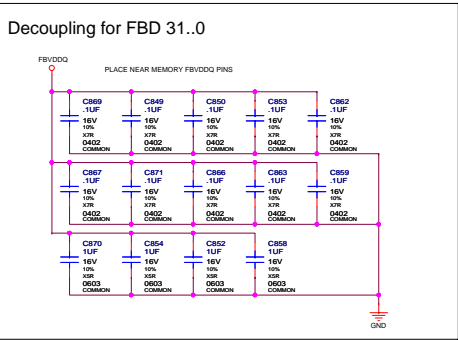 Decoupling for FBD 31..0
FBVDDQ
PLACE NEAR MEMORY FBVDDQ PINS
C869 C849 C850 C853 C862
.1UF .1UF .1UF .1UF .1UF
16V 16V 16V 16V 16V
10% 10% 10% 10% 10%
X7R X7R X7R X7R X7R
0402 0402 0402 0402 0402
COMMON COMMON COMMON COMMON COMMON
C867 C871 C866 C863 C859
.1UF .1UF .1UF .1UF .1UF
16V 16V 16V 16V 16V
10% 10% 10% 10% 10%
X7R X7R X7R X7R X7R
0402 0402 0402 0402 0402
COMMON COMMON COMMON COMMON COMMON
C870 C854 C852 C858
1UF 1UF 1UF 1UF
16V 16V 16V 16V
10% 10% 10% 10%
X5R X5R X5R X5R
0603 0603 0603 0603
COMMON COMMON COMMON COMMON
GND